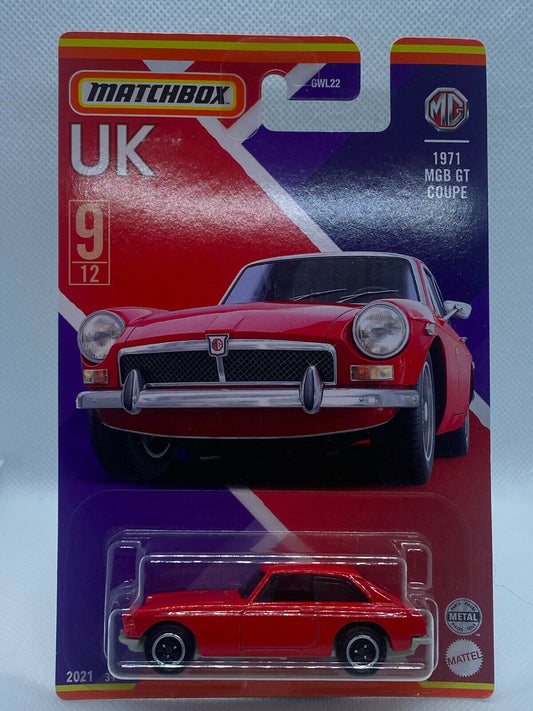 MATCHBOX
GWL22
UK
MG
1971
MGB GT
COUPE
9
12
METAL
MATTEL
2021